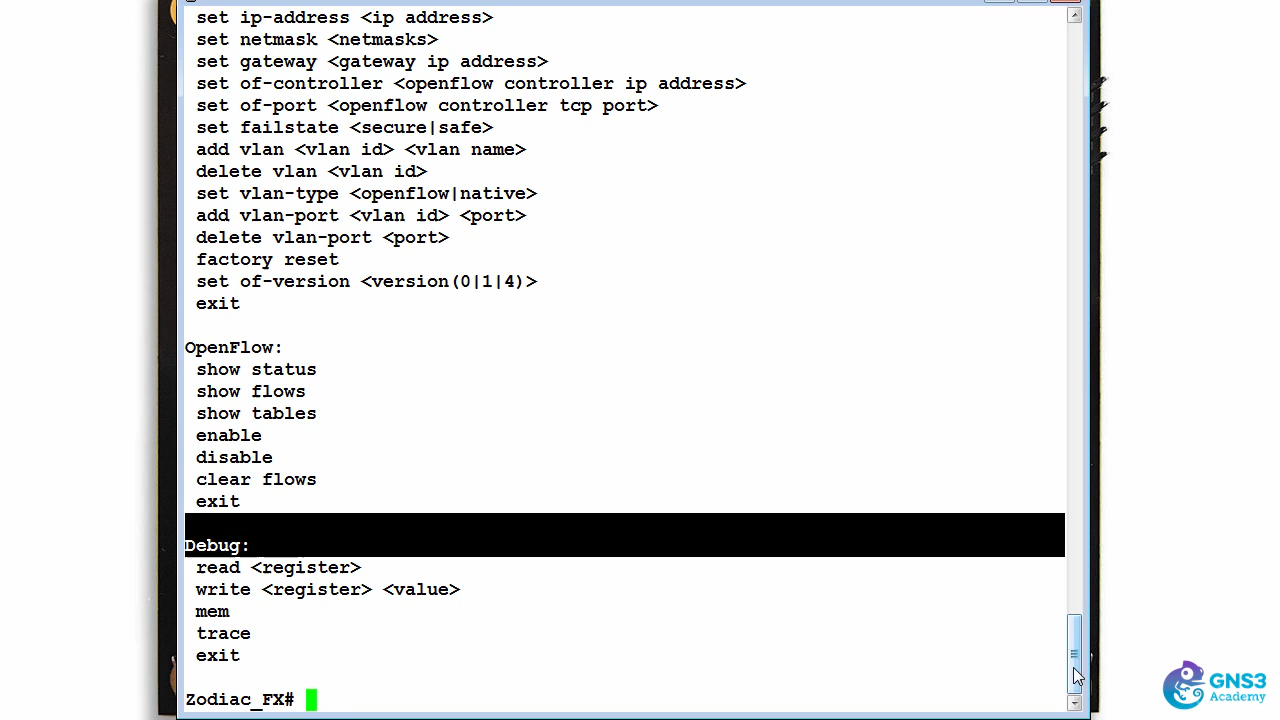 set ip-address <ip address>
set netmask <netmasks>
set gateway <gateway ip address>
set of-controller <openflow controller ip address>
set of-port <openflow controller tcp port>
set failstate <secure|safe>
add vlan <vlan id> <vlan name>
delete vlan <vlan id>
set vlan-type <openflow|native>
add vlan-port <vlan id> <port>
delete vlan-port <port>
factory reset
set of-version <version(0|1|4)>
exit
OpenFlow:
show status
show flows
show tables
enable
disable
clear flows
exit
Debug:
read <register>
write <register> <value>
mem
trace
exit
Zodiac_FX#
GNS3
Academy